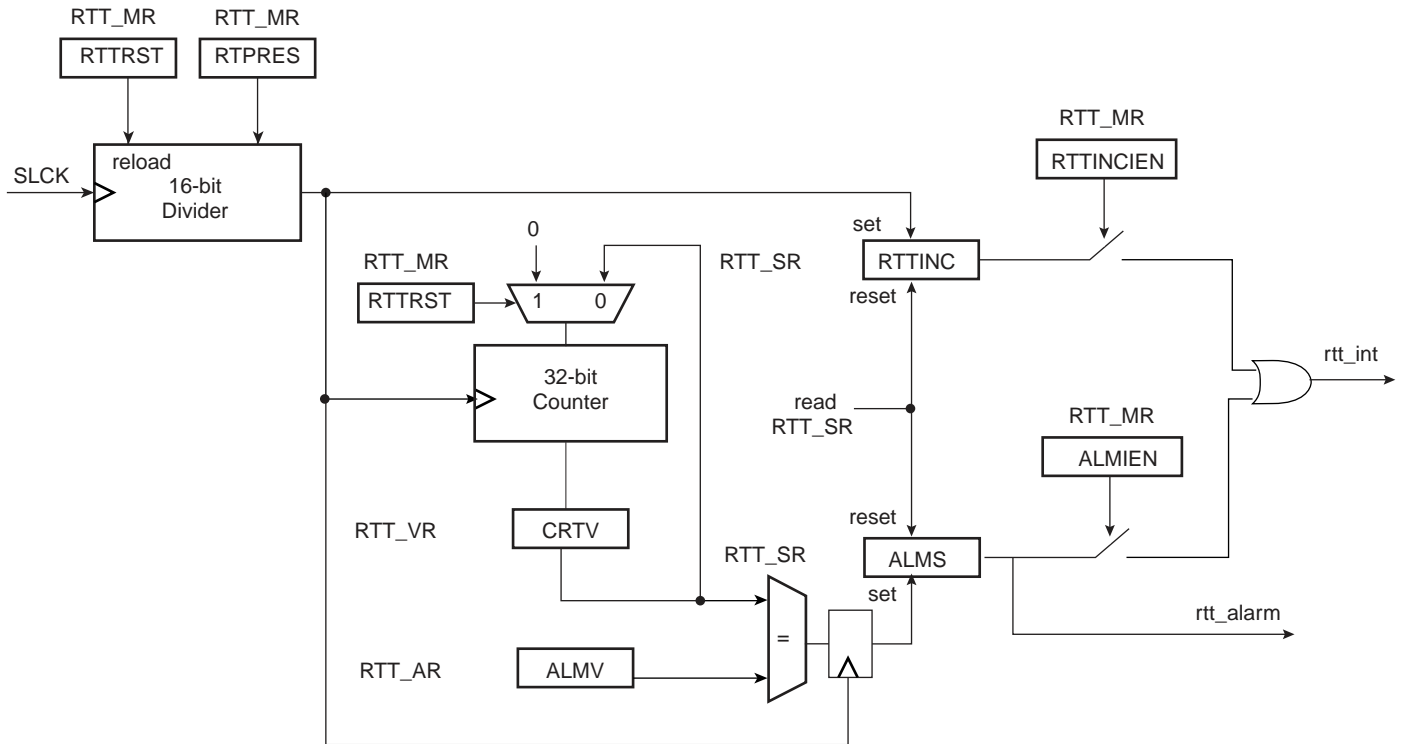 RTT_MR
RTT_MR
RTTRST
RTPRES
reload
16-bit
Divider
SLCK
RTT_MR
RTTINCIEN
0
set
RTTINC
reset
RTT_MR
RTTRST
1
0
RTT_SR
32-bit
Counter
read
RTT_SR
rtt_int
RTT_MR
ALMIEN
RTT_VR
CRTV
reset
ALMS
set
RTT_SR
=
rtt_alarm
RTT_AR
ALMV